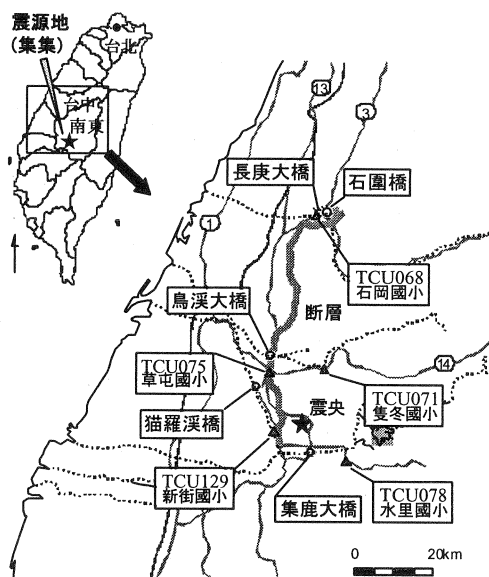 震源地
(集集)
台北
台中
南東
13
3
長庚大橋
石圍橋
1
TCU068
石岡國小
烏溪大橋
断層
TCU075
草屯國小
14
TCU071
隻冬國小
震央
猫羅溪橋
TCU129
新街國小
集鹿大橋
TCU078
水里國小
0 20km